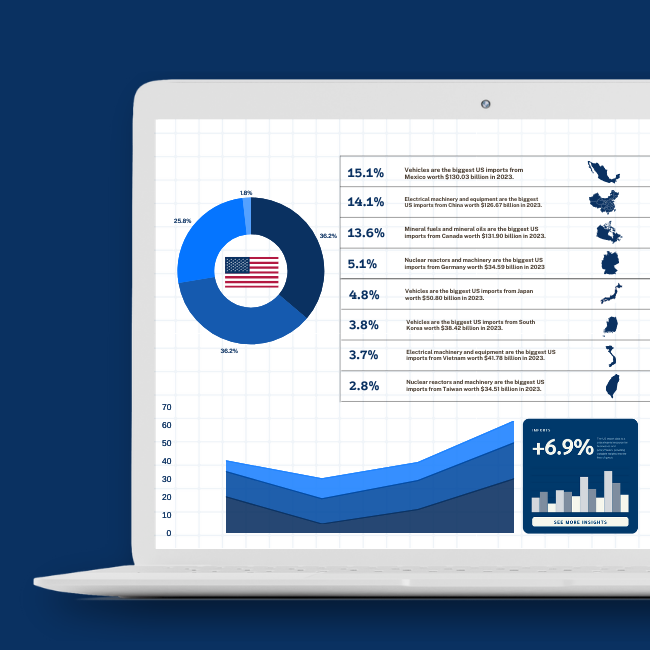 1.8%
25.8%
36.2%
36.2%
15.1%
Vehicles are the biggest US imports from
Mexico worth $130.03 billion in 2023.
14.1%
Electrical machinery and equipment are the biggest
US imports from China worth $126.67 billion in 2023.
13.6%
Mineral fuels and mineral oils are the biggest US
imports from Canada worth $131.90 billion in 2023.
5.1%
Nuclear reactors and machinery are the biggest US
imports from Germany worth $34.59 billion in 2023
4.8%
Vehicles are the biggest US imports from Japan
worth $50.80 billion in 2023.
3.8%
Vehicles are the biggest US imports from South
Korea worth $38.42 billion in 2023.
3.7%
Electrical machinery and equipment are the biggest US
imports from Vietnam worth $41.78 billion in 2023.
2.8%
Nuclear reactors and machinery are the biggest US
imports from Taiwan worth $34.51 billion in 2023.
70
60
50
40
30
20
10
0
IMPORTS
+6.9%
SEE MORE INSIGHTS